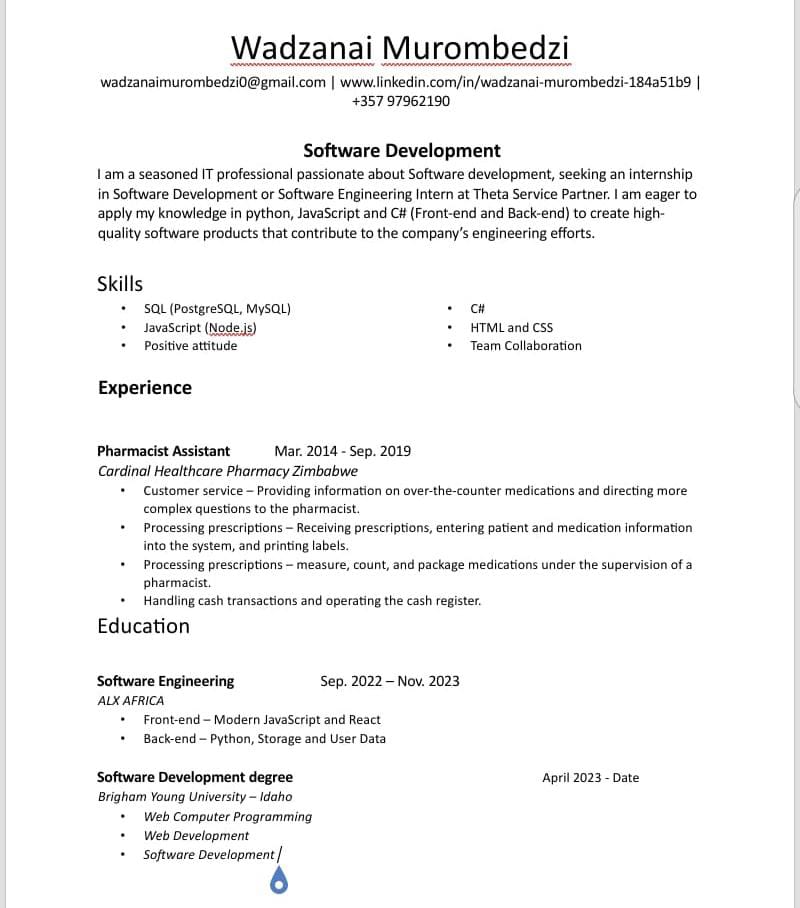 Wadzanai Murombedzi
wadzanaimurombedzi0@gmail.com | www.linkedin.com/in/wadzanai-murombedzi-184a51b9 |
+357 97962190
Software Development
I am a seasoned IT professional passionate about Software development, seeking an internship
in Software Development or Software Engineering Intern at Theta Service Partner. I am eager to
apply my knowledge in python, JavaScript and C# (Front-end and Back-end) to create high-
quality software products that contribute to the company’s engineering efforts.
Skills
• SQL (PostgreSQL, MySQL)
• JavaScript (Node.js)
• Positive attitude
• C#
• HTML and CSS
• Team Collaboration
Experience
Pharmacist Assistant Mar. 2014 - Sep. 2019
Cardinal Healthcare Pharmacy Zimbabwe
• Customer service – Providing information on over-the-counter medications and directing more
complex questions to the pharmacist.
• Processing prescriptions – Receiving prescriptions, entering patient and medication information
into the system, and printing labels.
• Processing prescriptions – measure, count, and package medications under the supervision of a
pharmacist.
• Handling cash transactions and operating the cash register.
Education
Software Engineering Sep. 2022 – Nov. 2023
ALX AFRICA
• Front-end – Modern JavaScript and React
• Back-end – Python, Storage and User Data
Software Development degree April 2023 - Date
Brigham Young University – Idaho
• Web Computer Programming
• Web Development
• Software Development